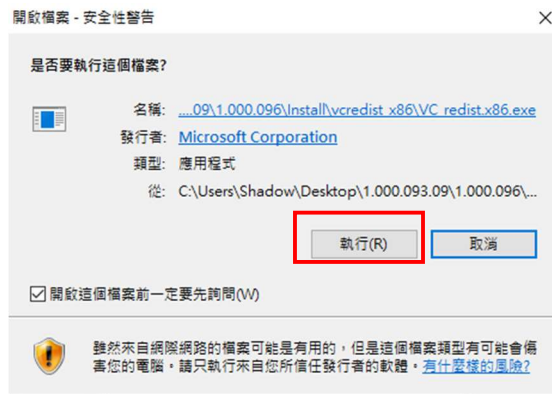 開啟檔案 - 安全性警告
是否要執行這個檔案?
名稱: ....09\1.000.096\Install\vcredist_x86\VC_redist.x86.exe
發行者: Microsoft Corporation
類型: 應用程式
從: C:\Users\Shadow\Desktop\1.000.093.09\1.000.096\...
執行(R) 取消
開啟這個檔案前一定要先詢問(W)
雖然來自網際網路的檔案可能是有用的，但是這個檔案類型有可能會傷
害您的電腦。請只執行來自您所信任發行者的軟體。有什麼樣的風險?